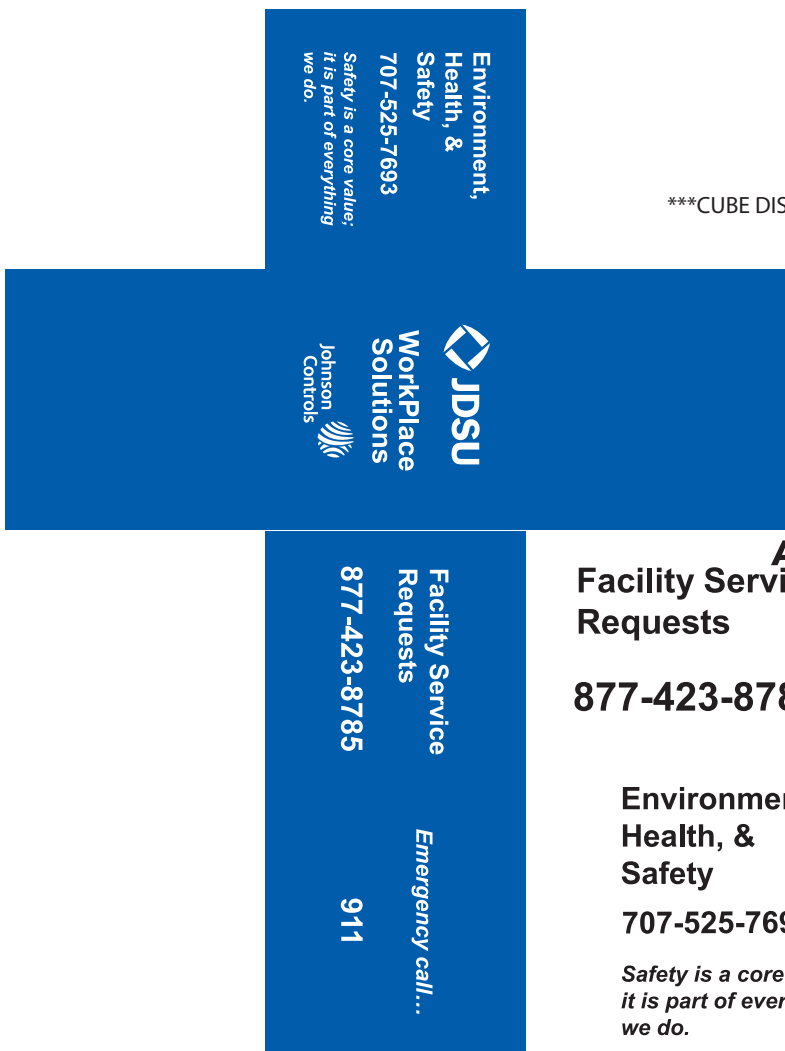 Environment,
Health, &
Safety
707-525-7693
Safety is a core value;
it is part of everything
we do.
***CUBE DIS
JDSU
WorkPlace
Solutions
Johnson
Controls
Facility Service
Requests
877-423-8785
Emergency call...
911
A
Facility Servi
Requests
877-423-878
Environmen
Health, &
Safety
707-525-769
Safety is a core
it is part of ever
we do.